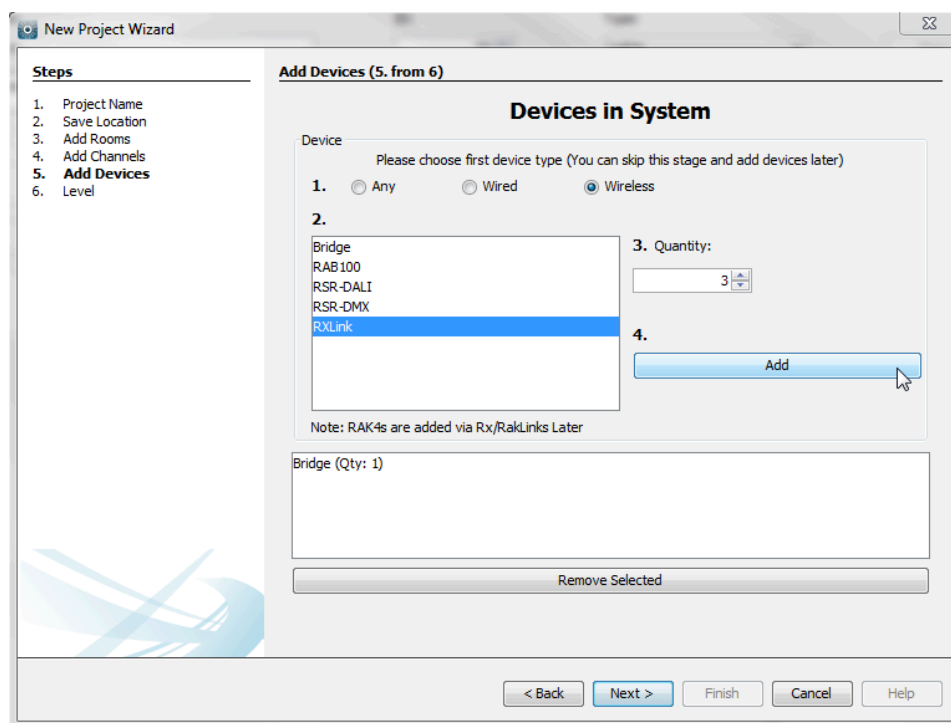 New Project Wizard
Steps
1. Project Name
2. Save Location
3. Add Rooms
4. Add Channels
5. Add Devices
6. Level
Add Devices (5. from 6)
Devices in System
Device
Please choose first device type (You can skip this stage and add devices later)
1. Any Wired Wireless
2.
Bridge
RAB100
RSR-DALI
RSR-DMX
RXLink
3. Quantity:
3
4.
Add
Note: RAK4s are added via Rx/RakLinks Later
Bridge (Qty: 1)
Remove Selected
< Back Next > Finish Cancel Help